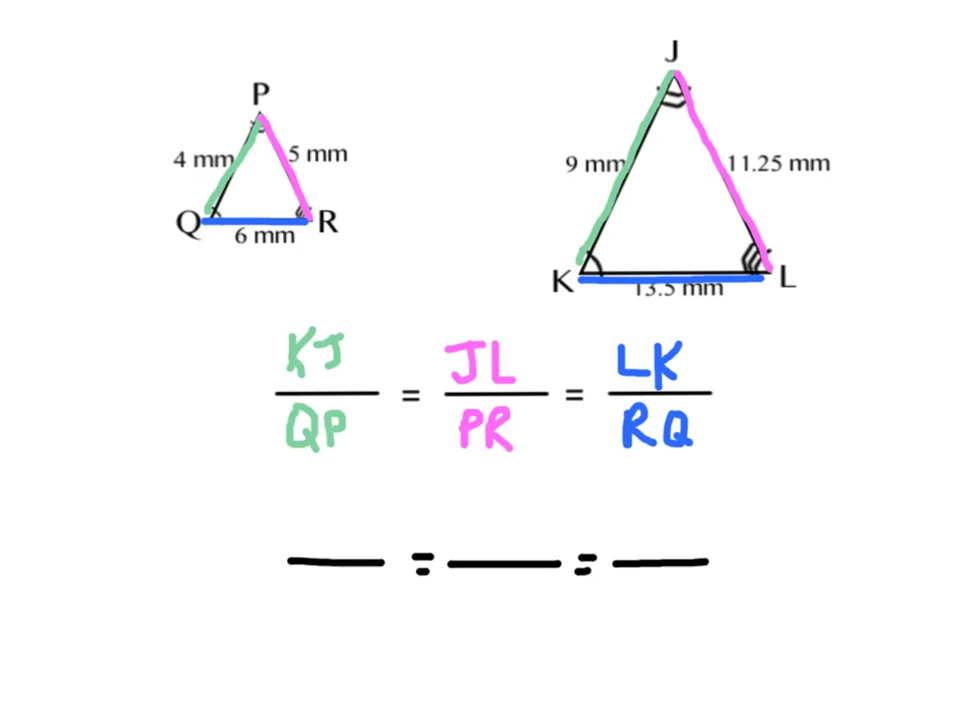 J
P
4 mm
5 mm
9 mm
11.25 mm
Q
R
6 mm
K
L
13.5 mm
KJ = JL = LK
QP PR RQ
= =